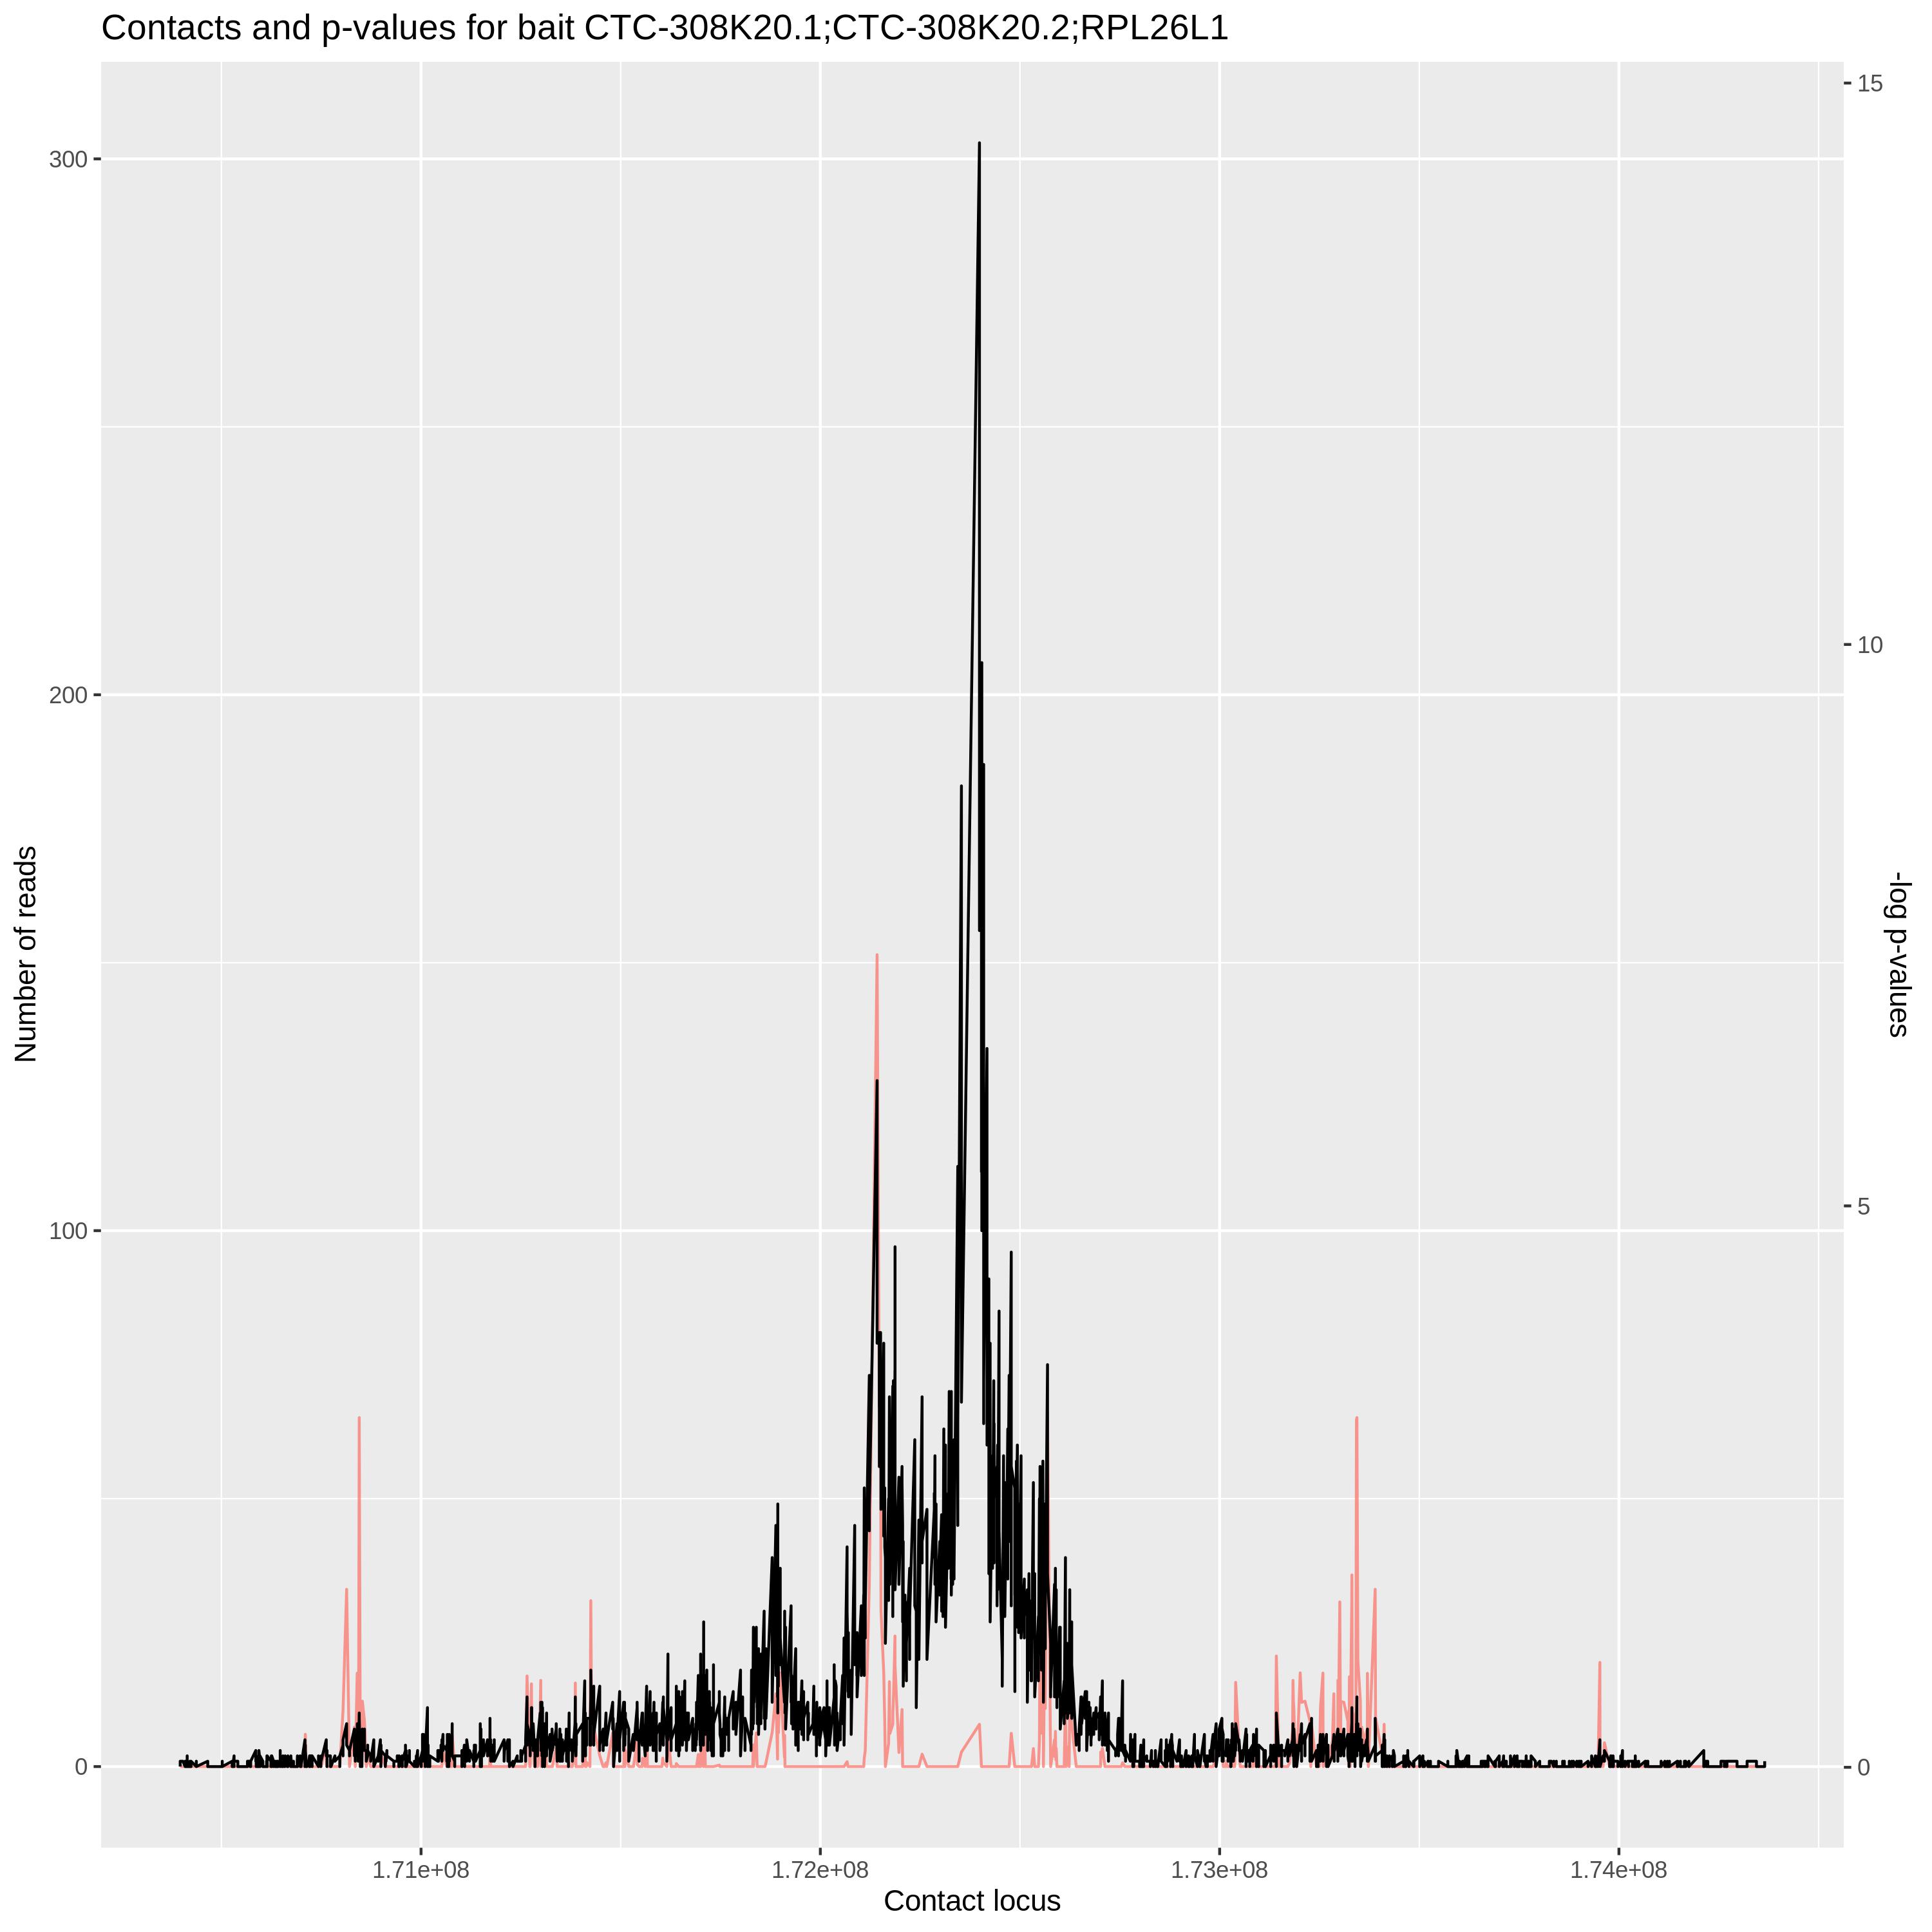 Contacts and p-values for bait CTC-308K20.1;CTC-308K20.2;RPL26L1
Number of reads
300
200
100
0
15
10
5
0
-log p-values
1.71e+08
1.72e+08
1.73e+08
1.74e+08
Contact locus